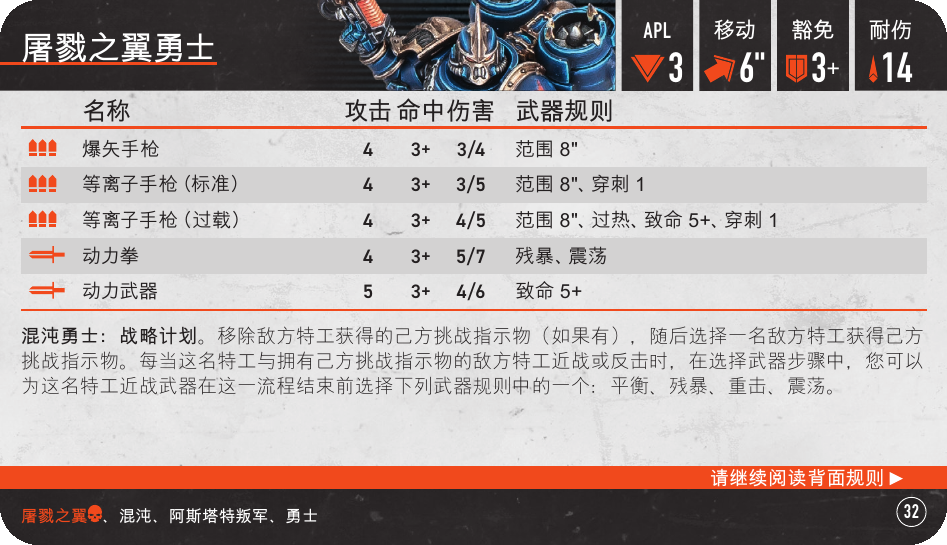 屠戮之翼勇士
APL 移动 豁免 耐伤
3 6" 3+ 14
名称 攻击 命中 伤害 武器规则
爆矢手枪 4 3+ 3/4 范围 8"
等离子手枪（标准） 4 3+ 3/5 范围 8"、穿刺 1
等离子手枪（过载） 4 3+ 4/5 范围 8"、过热、致命 5+、穿刺 1
动力拳 4 3+ 5/7 残暴、震荡
动力武器 5 3+ 4/6 致命 5+
混沌勇士：战略计划。移除敌方特工获得的己方挑战指示物（如果有），随后选择一名敌方特工获得己方
挑战指示物。每当这名特工与拥有己方挑战指示物的敌方特工近战或反击时，在选择武器步骤中，您可以
为这名特工近战武器在这一流程结束前选择下列武器规则中的一个：平衡、残暴、重击、震荡。
请继续阅读背面规则 ▶
屠戮之翼、混沌、阿斯塔特叛军、勇士
32